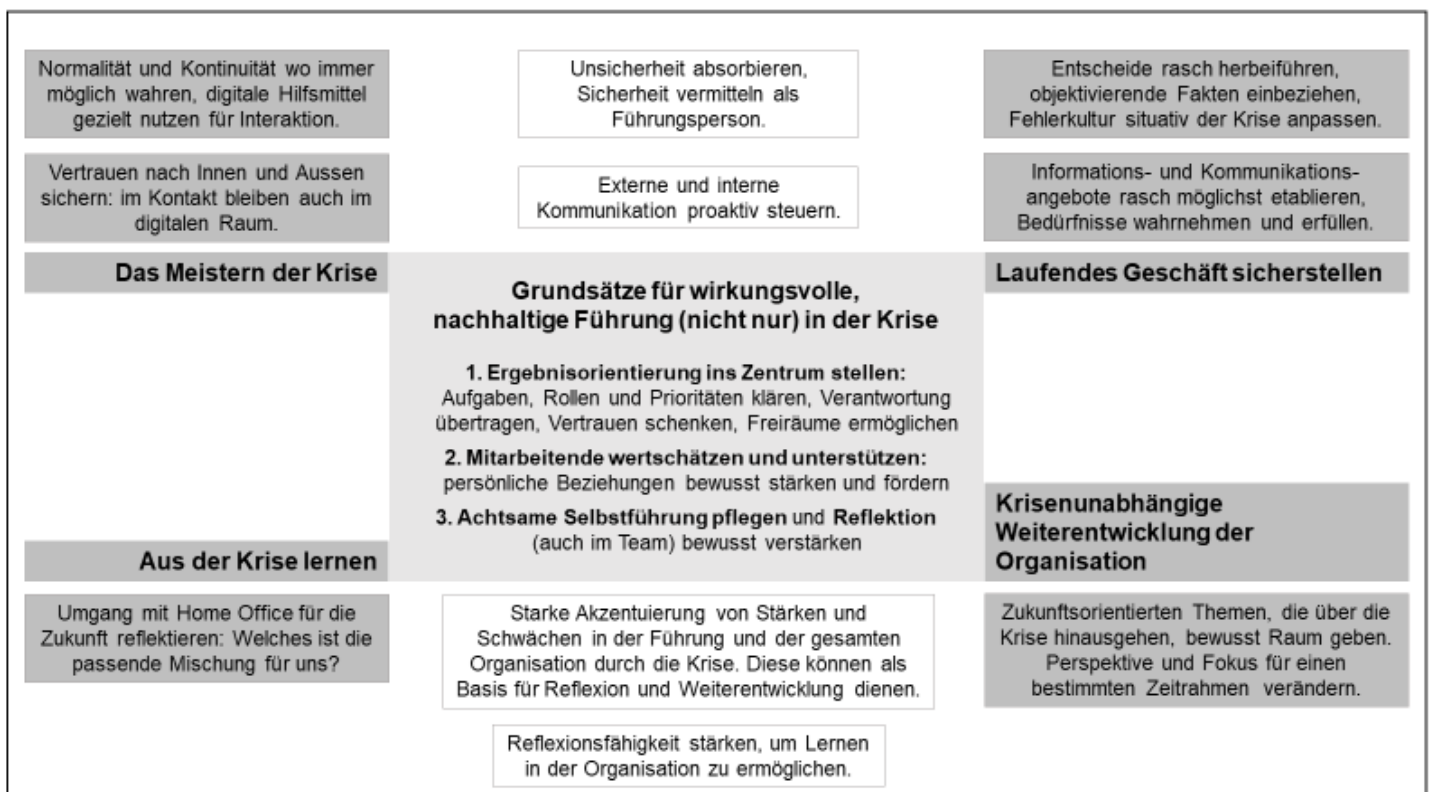 Normalität und Kontinuität wo immer
möglich wahren, digitale Hilfsmittel
gezielt nutzen für Interaktion.
Unsicherheit absorbieren,
Sicherheit vermitteln als
Führungsperson.
Entscheide rasch herbeiführen,
objektivierende Fakten einbeziehen,
Fehlerkultur situativ der Krise anpassen.
Vertrauen nach Innen und Aussen
sichern: im Kontakt bleiben auch im
digitalen Raum.
Externe und interne
Kommunikation proaktiv steuern.
Informations- und Kommunikations-
angebote rasch möglichst etablieren,
Bedürfnisse wahrnehmen und erfüllen.
Das Meistern der Krise
Laufendes Geschäft sicherstellen
Grundsätze für wirkungsvolle,
nachhaltige Führung (nicht nur) in der Krise
1. Ergebnisorientierung ins Zentrum stellen:
Aufgaben, Rollen und Prioritäten klären, Verantwortung
übertragen, Vertrauen schenken, Freiräume ermöglichen
2. Mitarbeitende wertschätzen und unterstützen:
persönliche Beziehungen bewusst stärken und fördern
3. Achtsame Selbstführung pflegen und Reflektion
(auch im Team) bewusst verstärken
Aus der Krise lernen
Krisenunabhängige
Weiterentwicklung der
Organisation
Umgang mit Home Office für die
Zukunft reflektieren: Welches ist die
passende Mischung für uns?
Starke Akzentuierung von Stärken und
Schwächen in der Führung und der gesamten
Organisation durch die Krise. Diese können als
Basis für Reflexion und Weiterentwicklung dienen.
Zukunftsorientierten Themen, die über die
Krise hinausgehen, bewusst Raum geben.
Perspektive und Fokus für einen
bestimmten Zeitrahmen verändern.
Reflexionsfähigkeit stärken, um Lernen
in der Organisation zu ermöglichen.